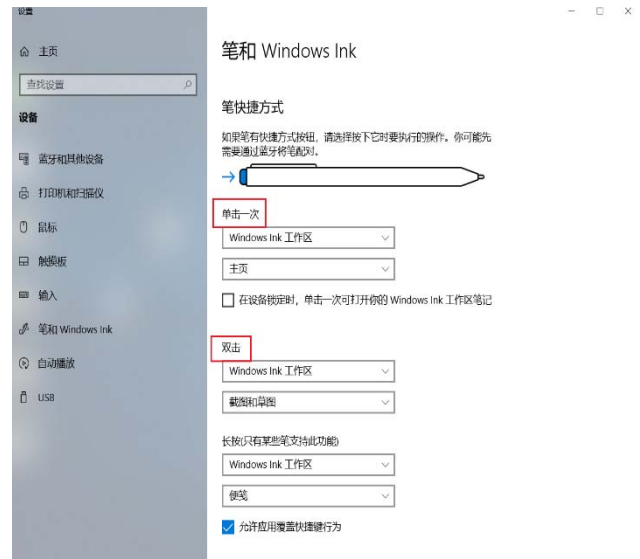 设置
主页
查找设置
设备
蓝牙和其他设备
打印机和扫描仪
鼠标
触摸板
输入
笔和 Windows Ink
自动播放
USB
笔和 Windows Ink
笔快捷方式
如果笔有快捷方式按钮，请选择按下它时要执行的操作。你可能先
需要通过蓝牙将笔配对。
单击一次
Windows Ink 工作区
主页
在设备锁定时，单击一次可打开你的 Windows Ink 工作区笔记
双击
Windows Ink 工作区
截图和草图
长按(只有某些笔支持此功能)
Windows Ink 工作区
便笺
允许应用覆盖快捷键行为